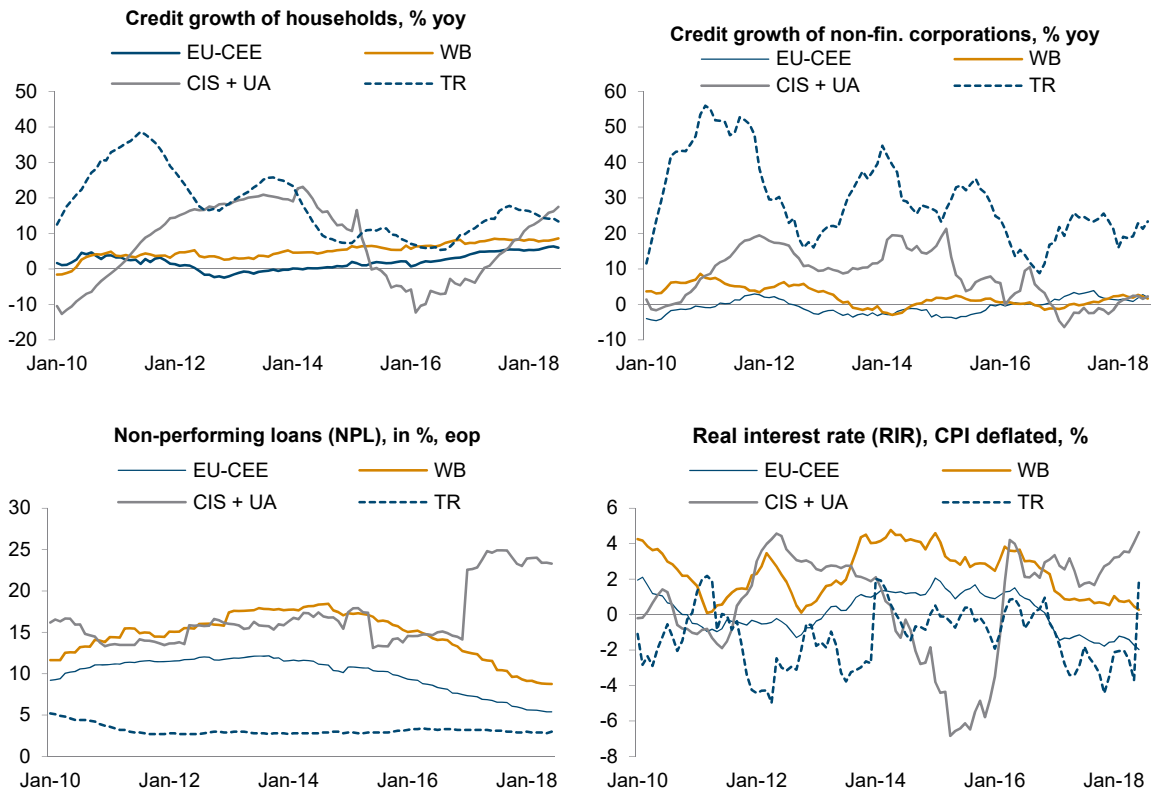 Credit growth of households, % yoy
EU-CEE WB
CIS + UA TR
50
40
30
20
10
0
-10
-20
Jan-10 Jan-12 Jan-14 Jan-16 Jan-18
Credit growth of non-fin. corporations, % yoy
EU-CEE WB
CIS + UA TR
60
50
40
30
20
10
0
-10
Jan-10 Jan-12 Jan-14 Jan-16 Jan-18
Non-performing loans (NPL), in %, eop
EU-CEE WB
CIS + UA TR
30
25
20
15
10
5
0
Jan-10 Jan-12 Jan-14 Jan-16 Jan-18
Real interest rate (RIR), CPI deflated, %
EU-CEE WB
CIS + UA TR
6
4
2
0
-2
-4
-6
-8
Jan-10 Jan-12 Jan-14 Jan-16 Jan-18